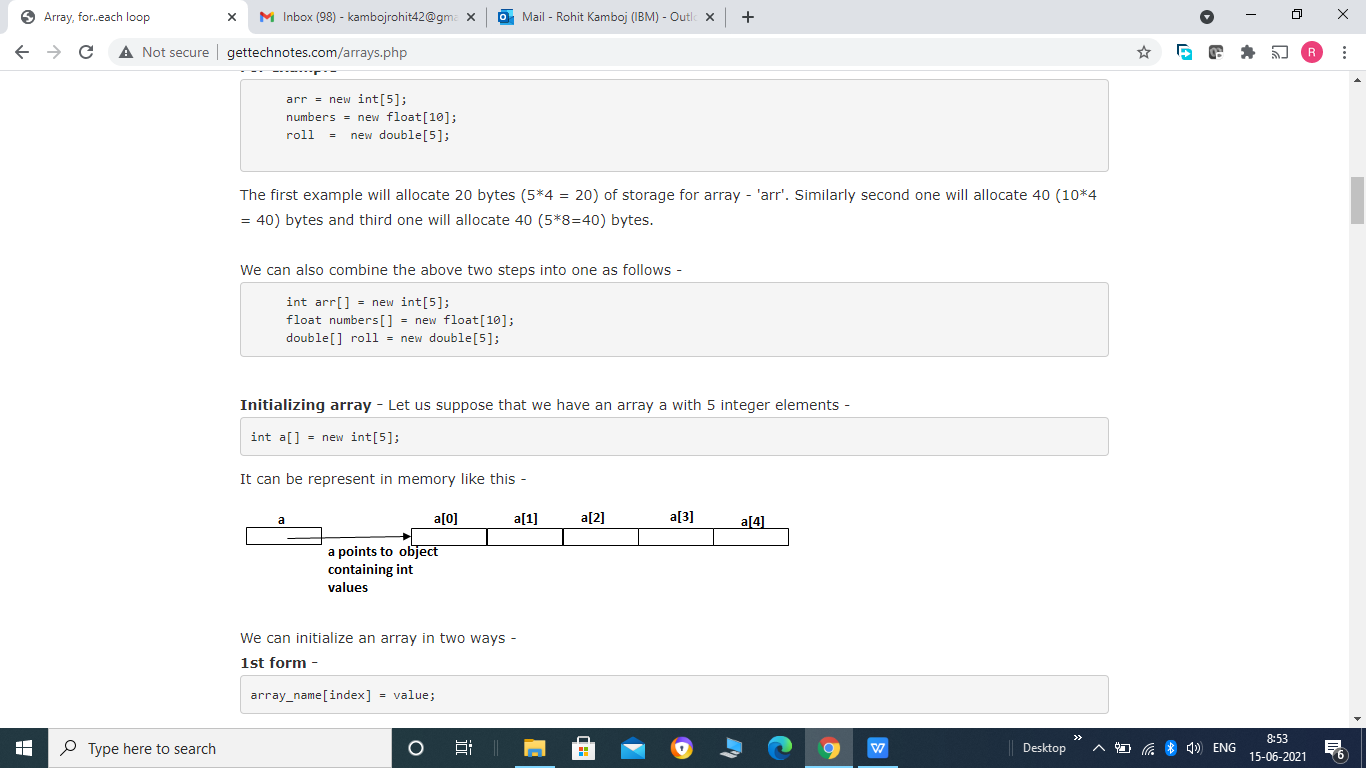 Array, for..each loop
Inbox (98) - kambojrohit42@gma
Mail - Rohit Kamboj (IBM) - Outl
Not secure
gettechnotes.com/arrays.php
R
arr = new int[5];
numbers = new float[10];
roll  =  new double[5];
The first example will allocate 20 bytes (5*4 = 20) of storage for array - 'arr'. Similarly second one will allocate 40 (10*4
= 40) bytes and third one will allocate 40 (5*8=40) bytes.
We can also combine the above two steps into one as follows -
int arr[] = new int[5];
float numbers[] = new float[10];
double[] roll = new double[5];
Initializing array - Let us suppose that we have an array a with 5 integer elements -
int a[] = new int[5];
It can be represent in memory like this -
a a[0] a[1] a[2] a[3] a[4]
a points to object
containing int
values
We can initialize an array in two ways -
1st form -
array_name[index] = value;
Type here to search
Desktop
ENG
8:53
15-06-2021
6